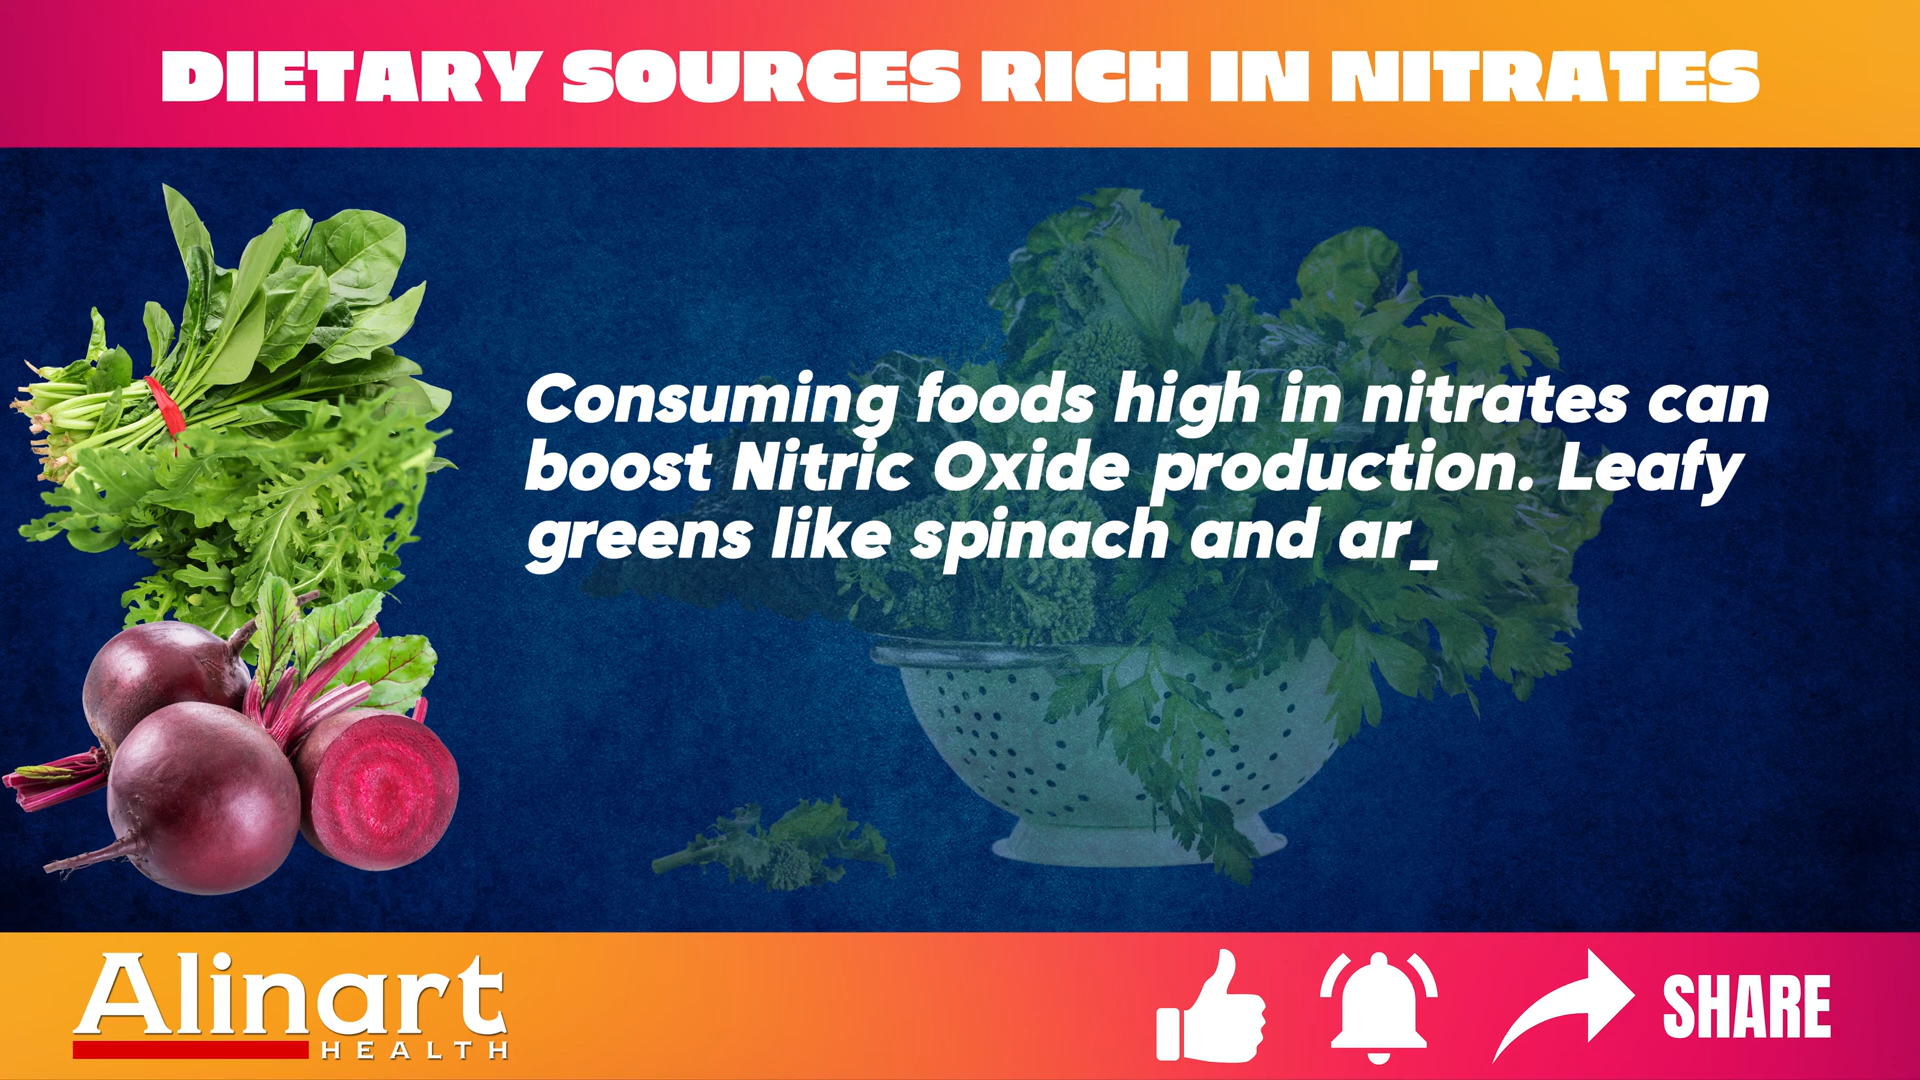 DIETARY SOURCES RICH IN NITRATES
Consuming foods high in nitrates can
boost Nitric Oxide production. Leafy
greens like spinach and ar_
Alinart
HEALTH
SHARE